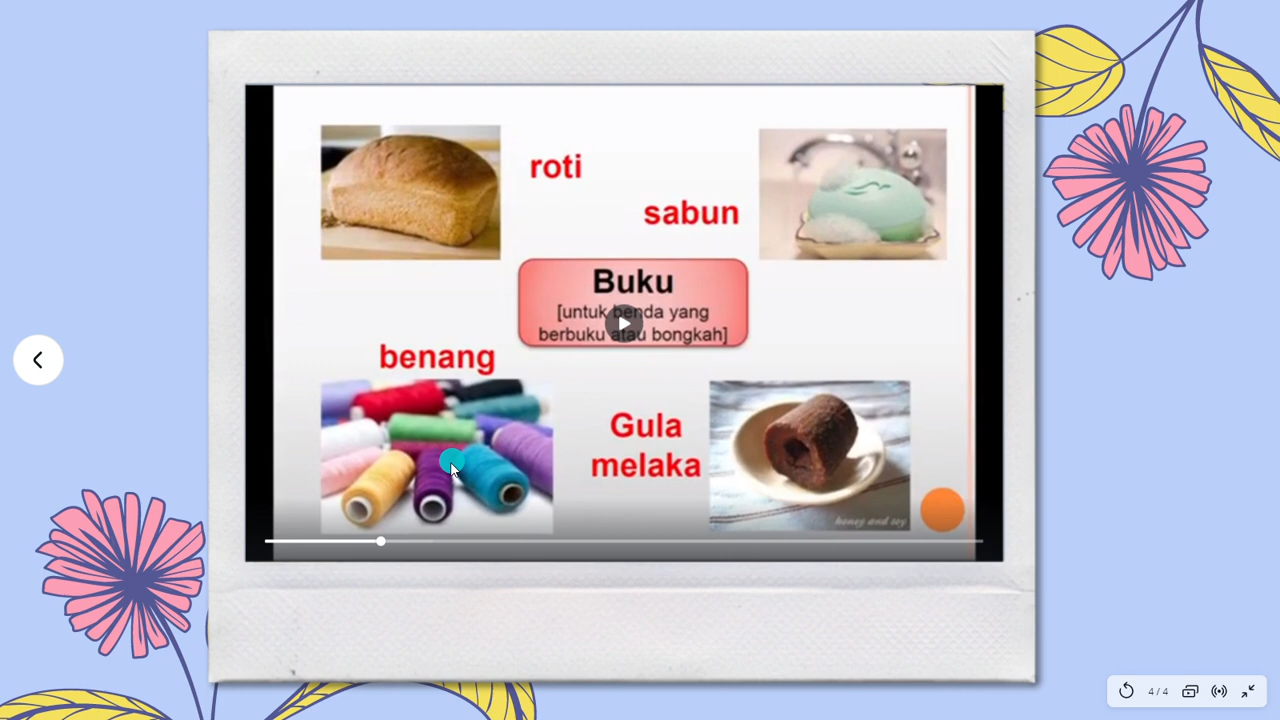 roti
sabun
Buku
[untuk benda yang
berbuku atau bongkah]
benang
Gula
melaka
honey and soy
4 / 4